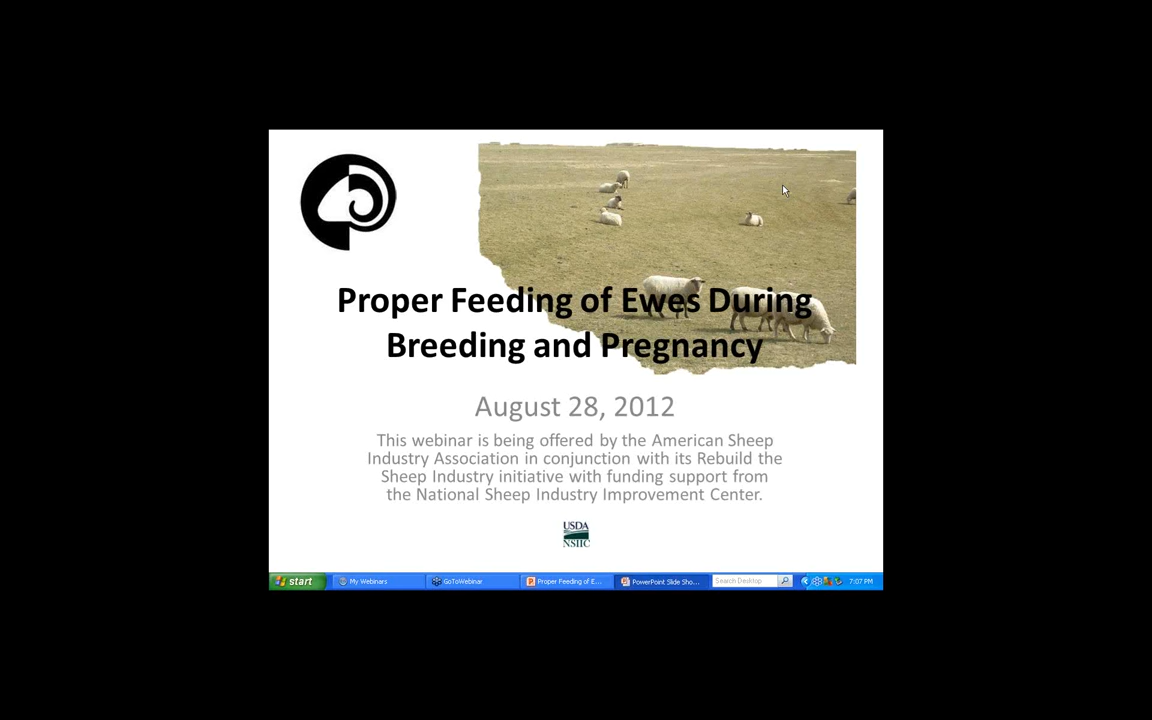 Proper Feeding of Ewes During
Breeding and Pregnancy
August 28, 2012
This webinar is being offered by the American Sheep
Industry Association in conjunction with its Rebuild the
Sheep Industry initiative with funding support from
the National Sheep Industry Improvement Center.
USDA
NSIIC
start My Webinars GoToWebinar Proper Feeding of E... PowerPoint Slide Sho... Search Desktop 7:07 PM